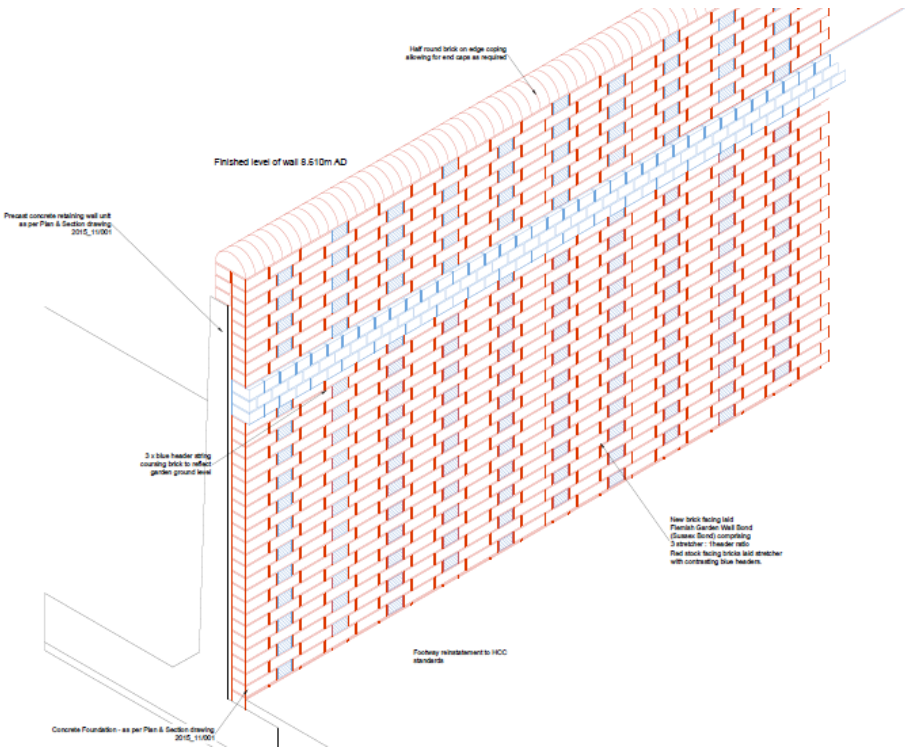 Half round brick on edge coping
allowing for end caps as required
Finished level of wall 8.610m AD
Precast concrete retaining wall unit
as per Plan & Section drawing
2015_11/001
3 x blue header string
coursing brick to reflect
garden ground level
New brick facing laid
Flemish Garden Wall Bond
(Sussex Bond) comprising
3 stretcher : 1header ratio
Red stock facing bricks laid stretcher
with contrasting blue headers.
Footway reinstatement to HCC
standards
Concrete Foundation - as per Plan & Section drawing
2015_11/001